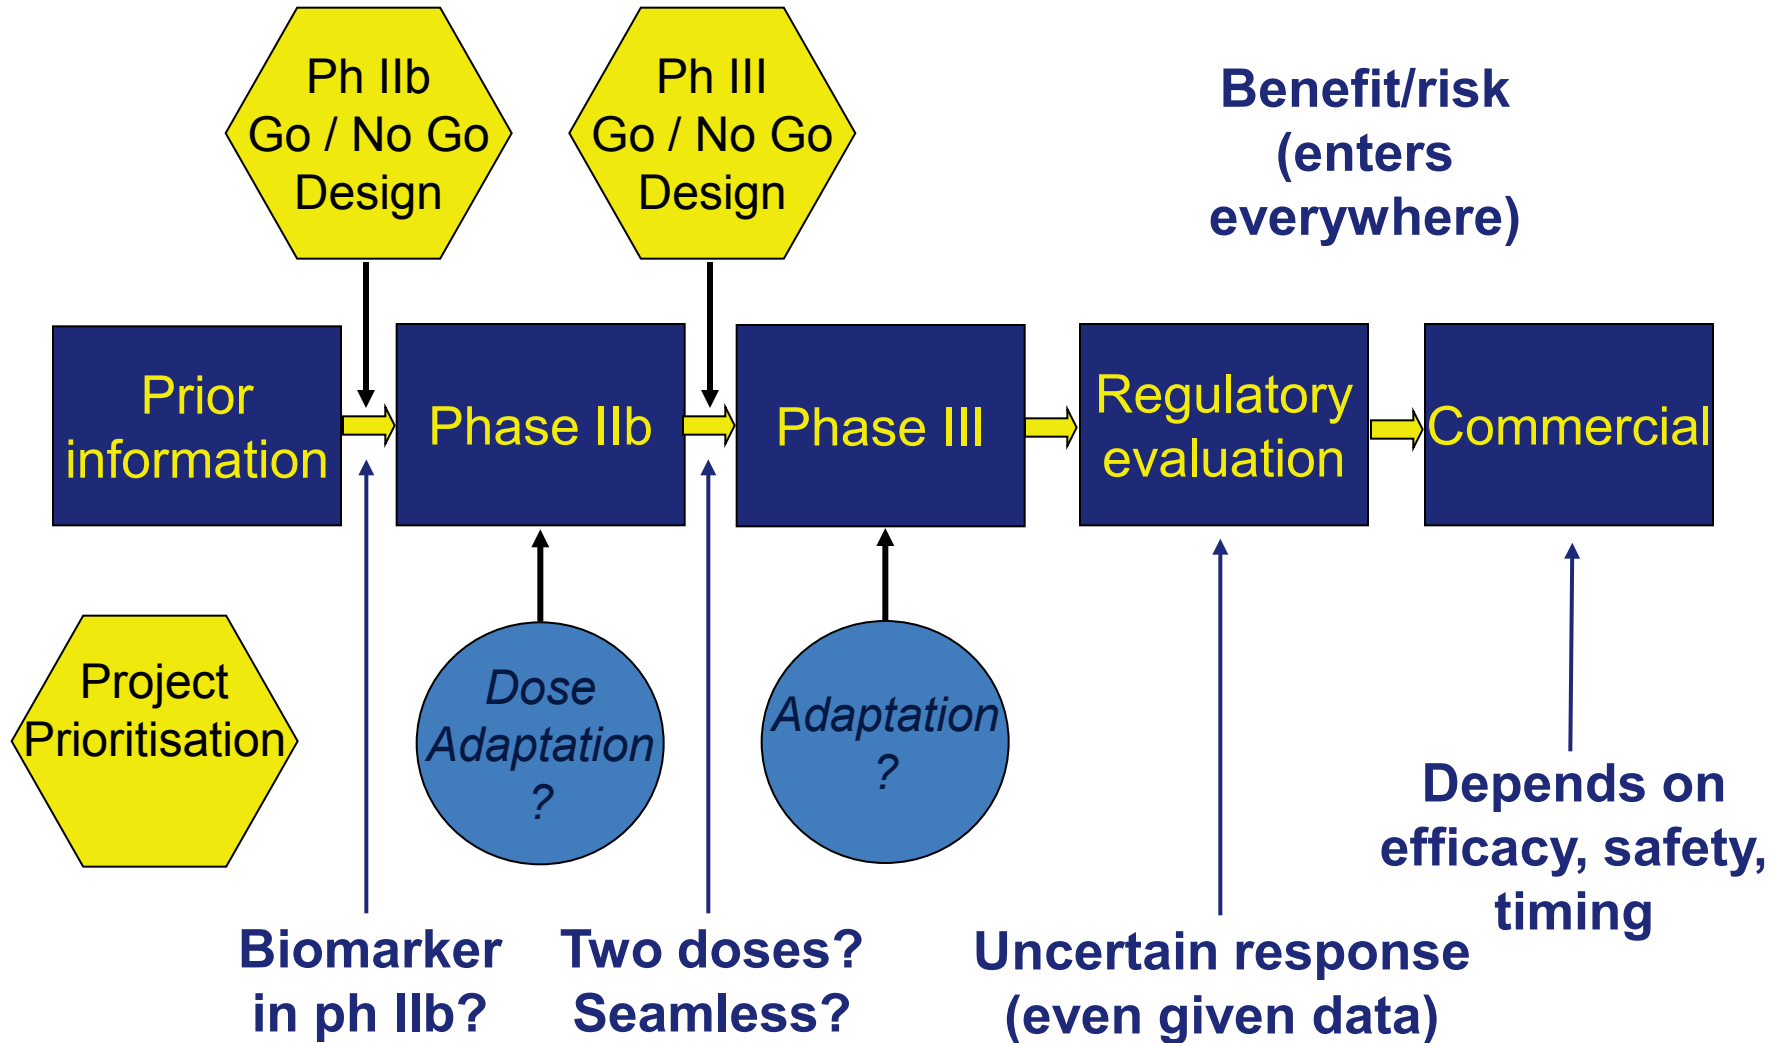 Ph IIb
Go / No Go
Design
Ph III
Go / No Go
Design
Benefit/risk
(enters
everywhere)
Prior
information
Phase IIb
Phase III
Regulatory
evaluation
Commercial
Project
Prioritisation
Dose
Adaptation
?
Adaptation
?
Depends on
efficacy, safety,
timing
Biomarker
in ph IIb?
Two doses?
Seamless?
Uncertain response
(even given data)